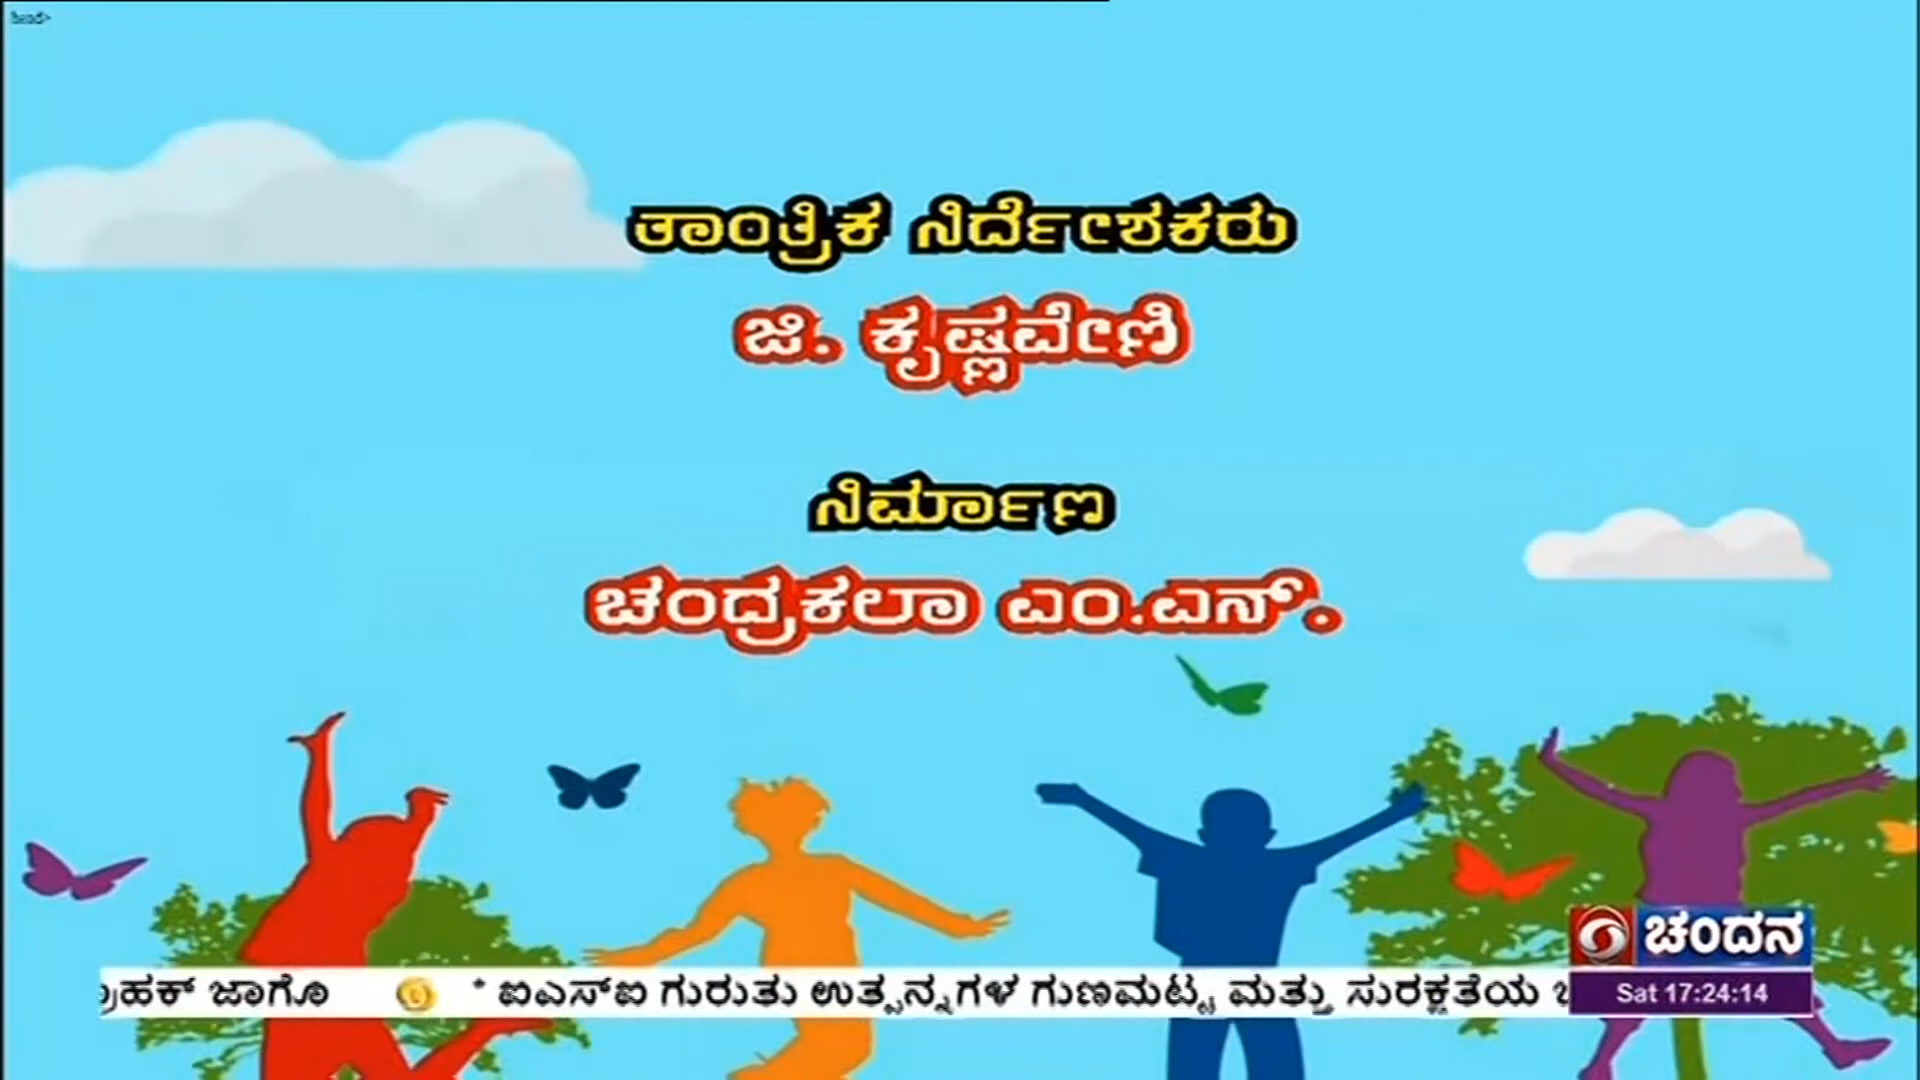 ತಾಂತ್ರಿಕ ನಿರ್ದೇಶಕರು
ಜಿ. ಕೃಷ್ಣವೇಣಿ
ನಿರ್ಮಾಣ
ಚಂದ್ರಕಲಾ ಎಂ.ಎನ್.
ಚಂದನ
ಜಾಗೊ * ಐಎಸ್ಐ ಗುರುತು ಉತ್ಪನ್ನಗಳ ಗುಣಮಟ್ಟ ಮತ್ತು ಸುರಕ್ಷತೆಯ
Sat 17:24:14